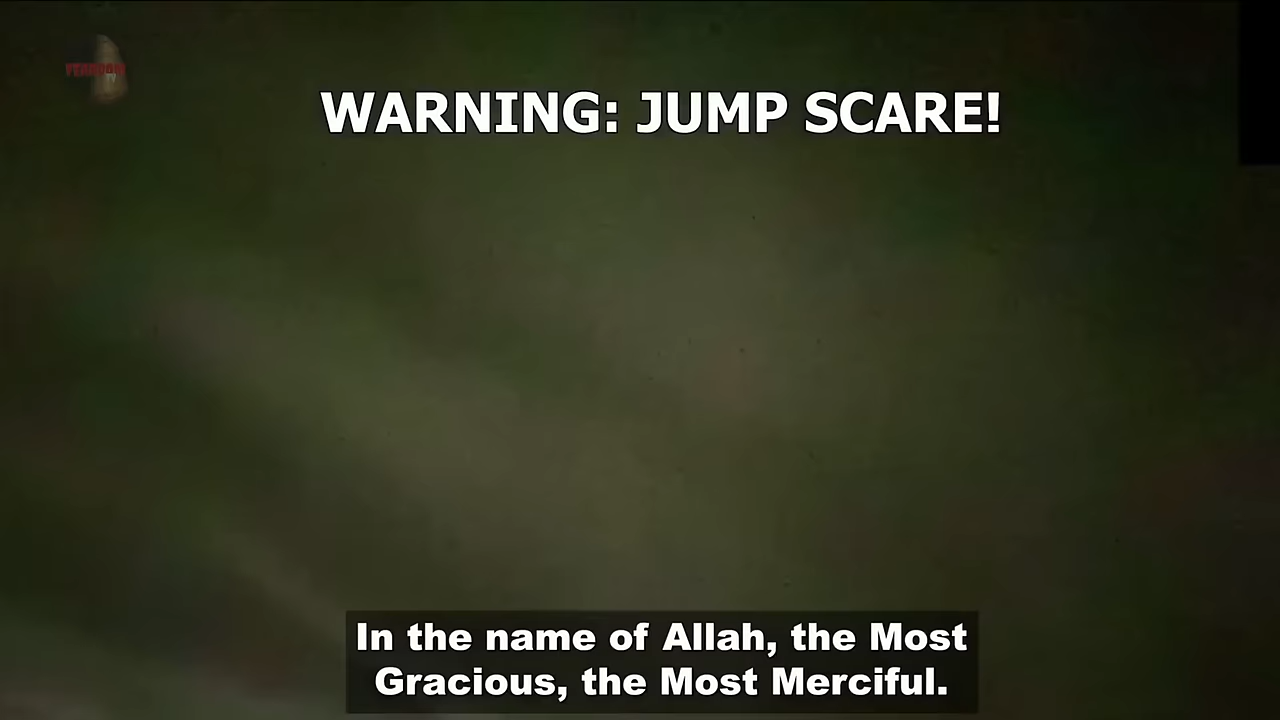 WARNING: JUMP SCARE!
In the name of Allah, the Most
Gracious, the Most Merciful.